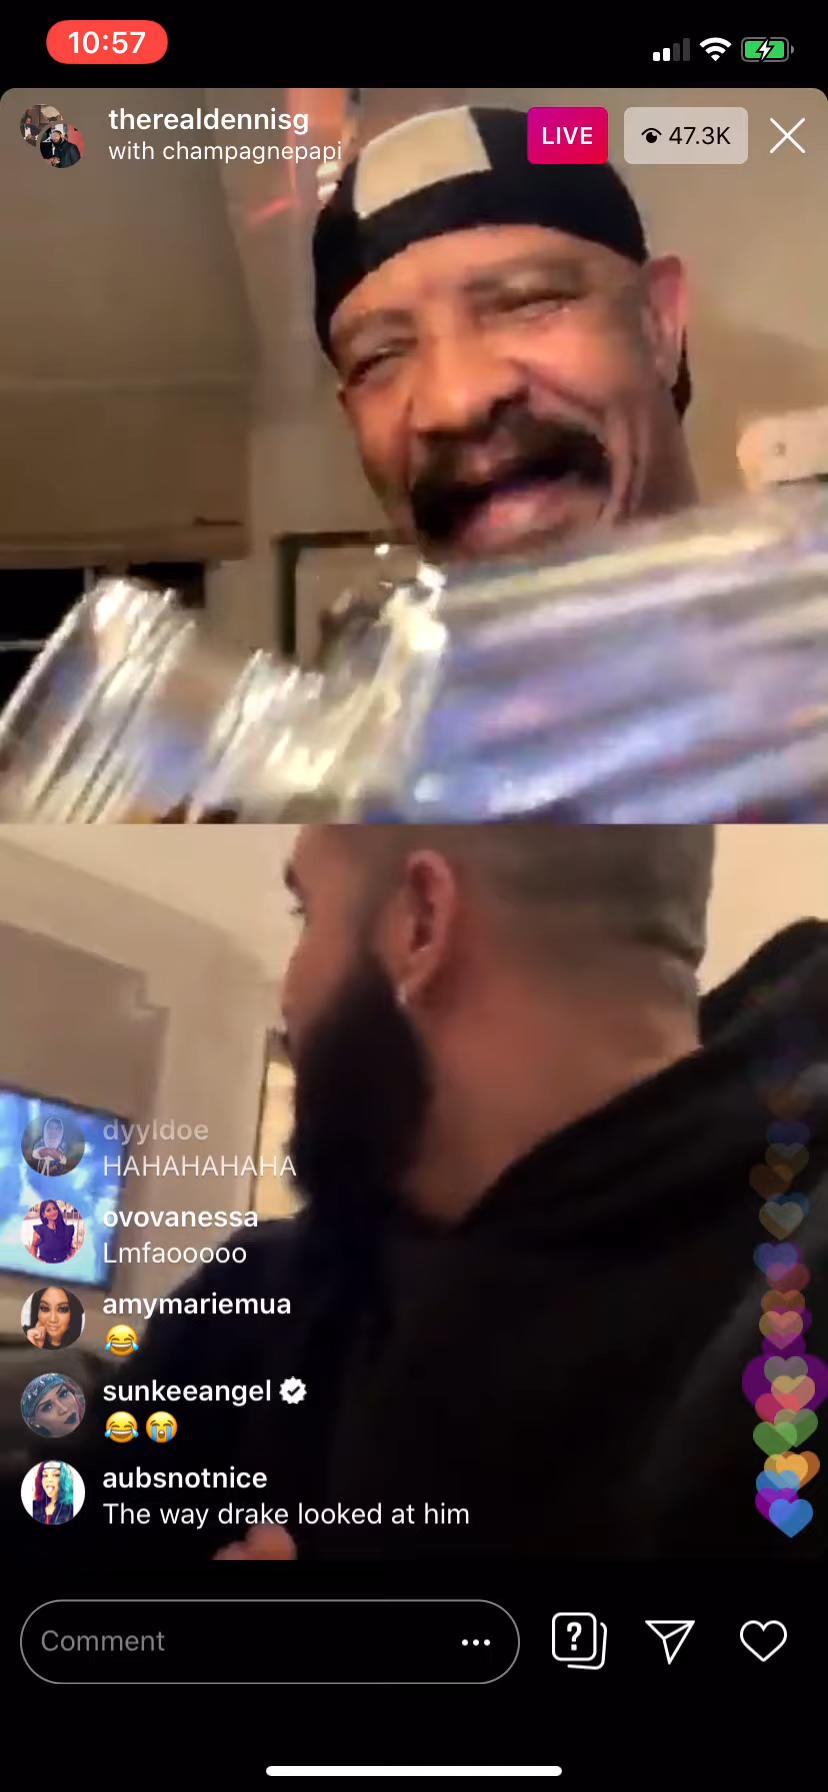 10:57
therealdennisg
with champagnepapi
LIVE
47.3K
dyyldoe
HAHAHAHAHA
ovovanessa
Lmfaooooo
amymariemua
😂
sunkeeangel
😂😭
aubsnotnice
The way drake looked at him
Comment